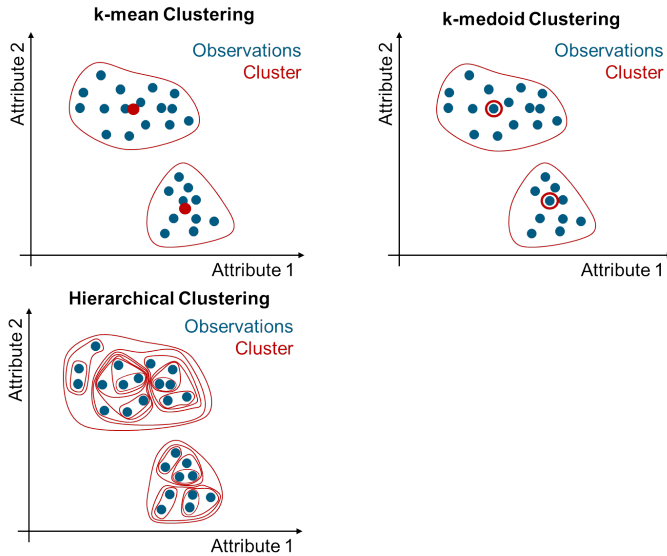 k-mean Clustering
Attribute 2
Observations
Cluster
Attribute 1
k-medoid Clustering
Attribute 2
Observations
Cluster
Attribute 1
Hierarchical Clustering
Attribute 2
Observations
Cluster
Attribute 1